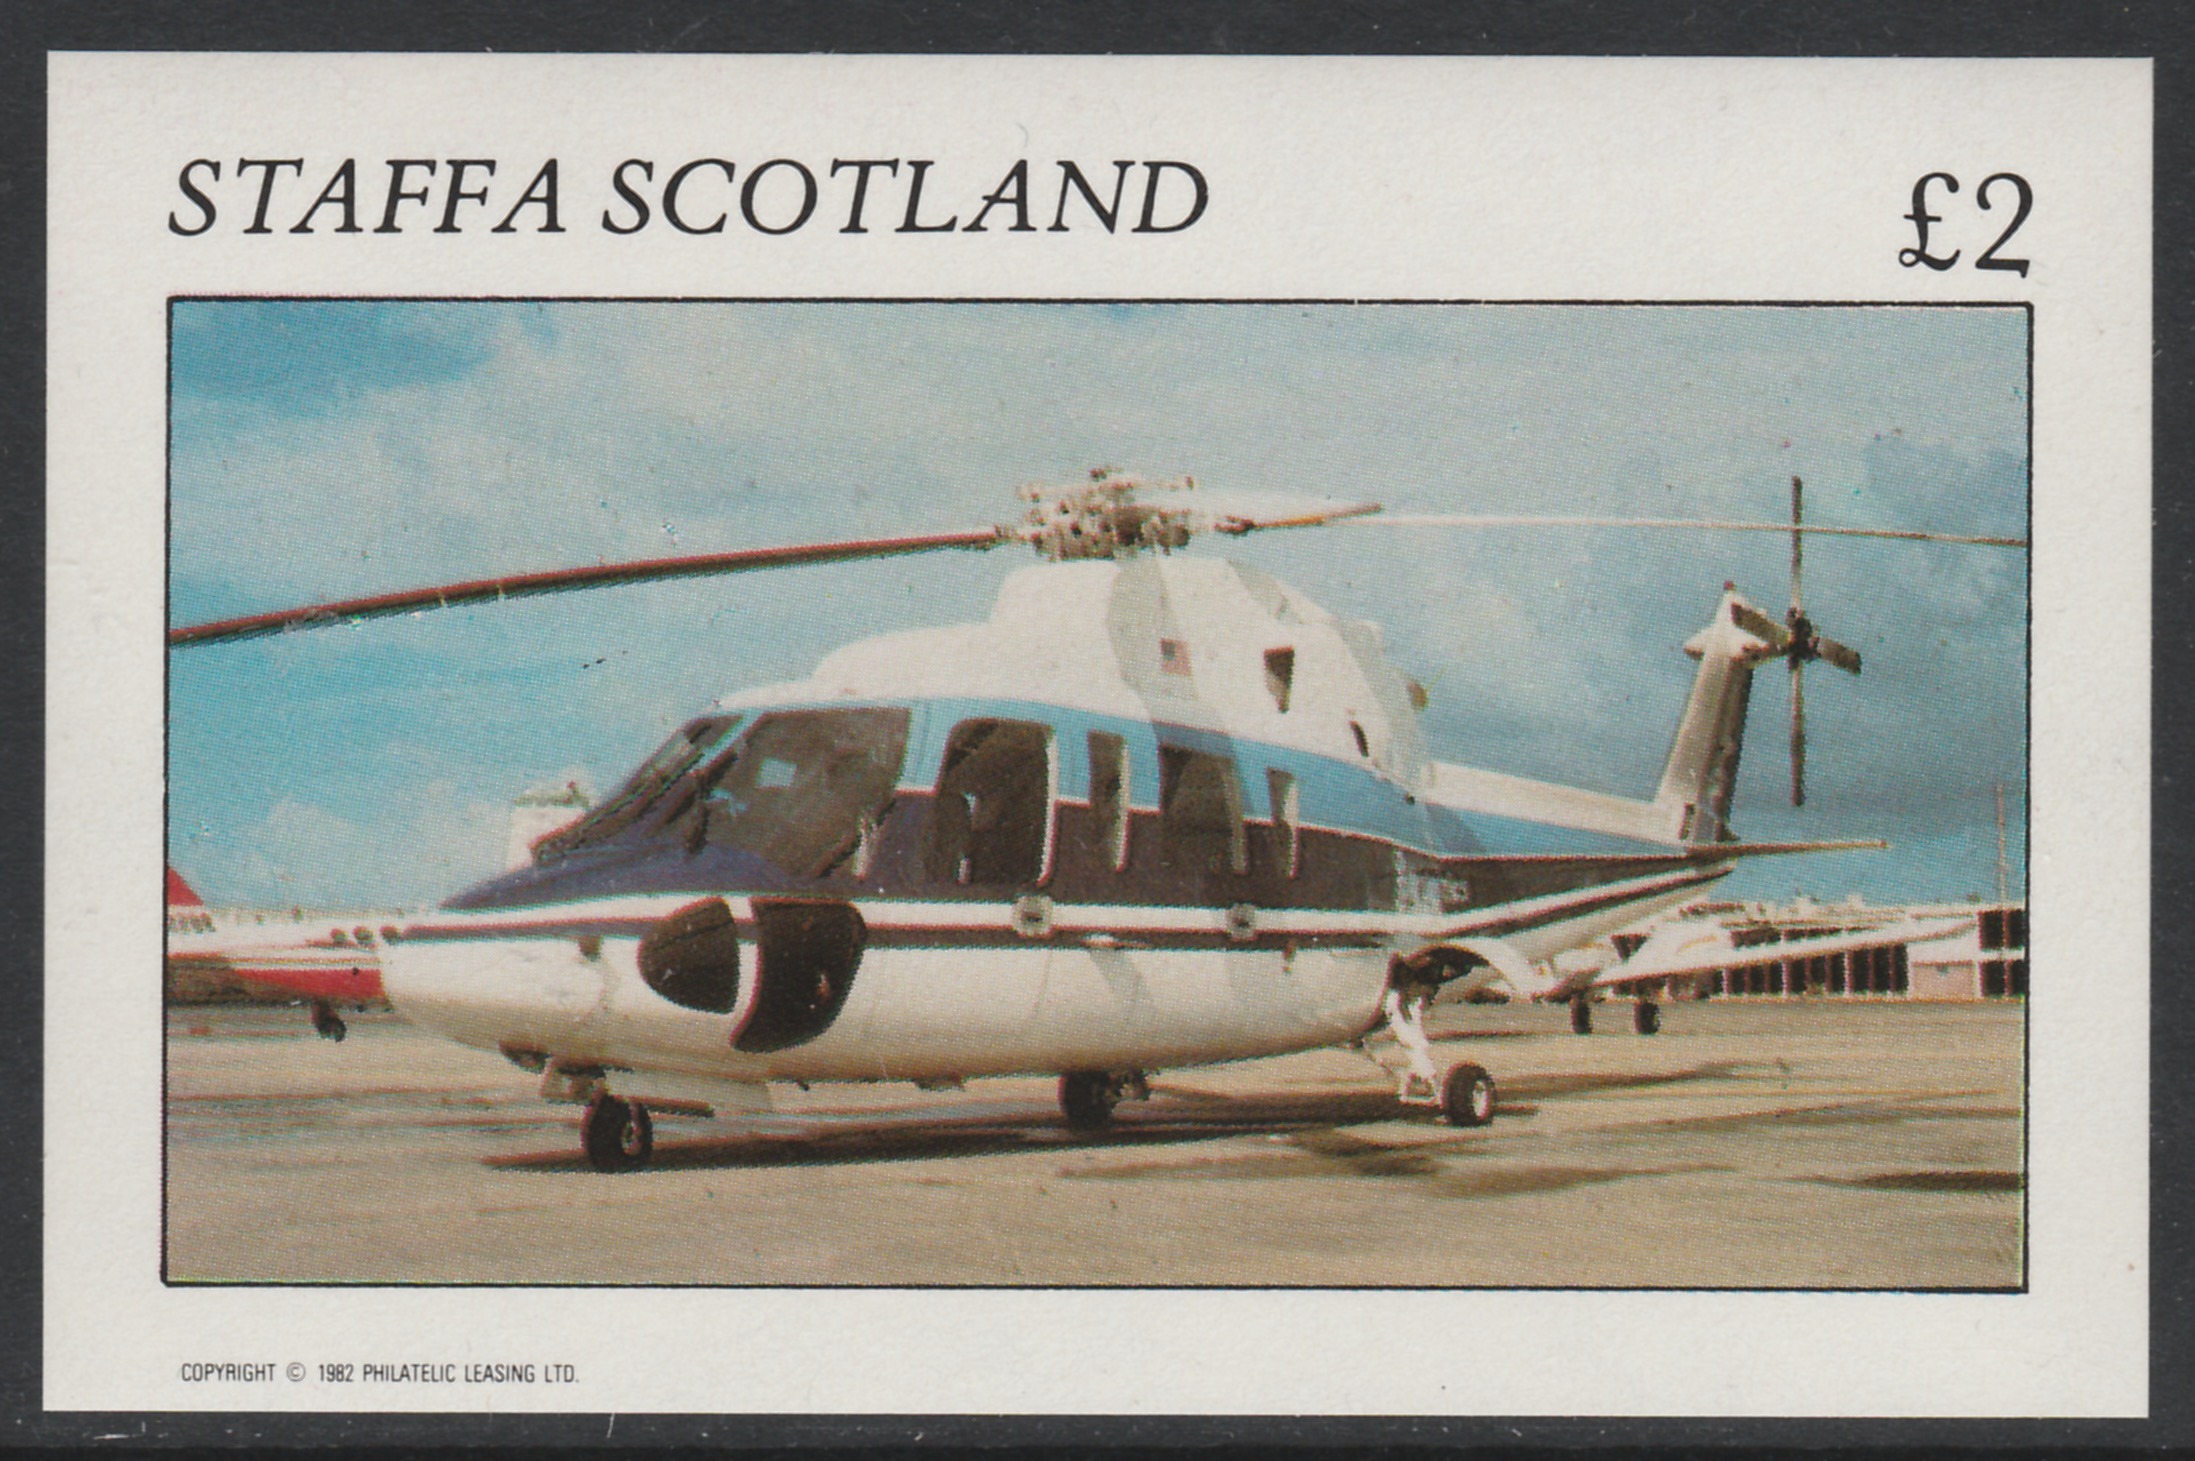 STAFFA SCOTLAND
£2
COPYRIGHT © 1982 PHILATELIC LEASING LTD.